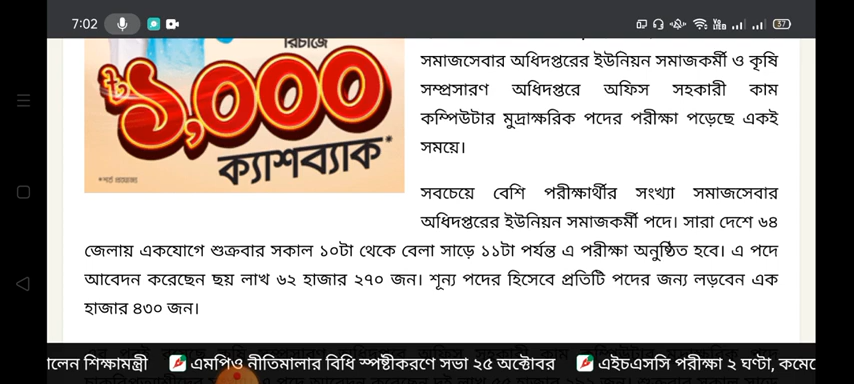 7:02
37
রিচার্জে
৳১,০০০
ক্যাশব্যাক*
*শর্ত প্রযোজ্য
সমাজসেবার অধিদপ্তরের ইউনিয়ন সমাজকর্মী ও কৃষি
সম্প্রসারণ অধিদপ্তরে অফিস সহকারী কাম
কম্পিউটার মুদ্রাক্ষরিক পদের পরীক্ষা পড়েছে একই
সময়ে।
সবচেয়ে বেশি পরীক্ষার্থীর সংখ্যা সমাজসেবার
অধিদপ্তরের ইউনিয়ন সমাজকর্মী পদে। সারা দেশে ৬৪
জেলায় একযোগে শুক্রবার সকাল ১০টা থেকে বেলা সাড়ে ১১টা পর্যন্ত এ পরীক্ষা অনুষ্ঠিত হবে। এ পদে
আবেদন করেছেন ছয় লাখ ৬২ হাজার ২৭০ জন। শূন্য পদের হিসেবে প্রতিটি পদের জন্য লড়বেন এক
হাজার ৪৩০ জন।
লেন শিক্ষামন্ত্রী এমপিও নীতিমালার বিধি স্পষ্টীকরণে সভা ২৫ অক্টোবর এইচএসসি পরীক্ষা ২ ঘণ্টা, কমে